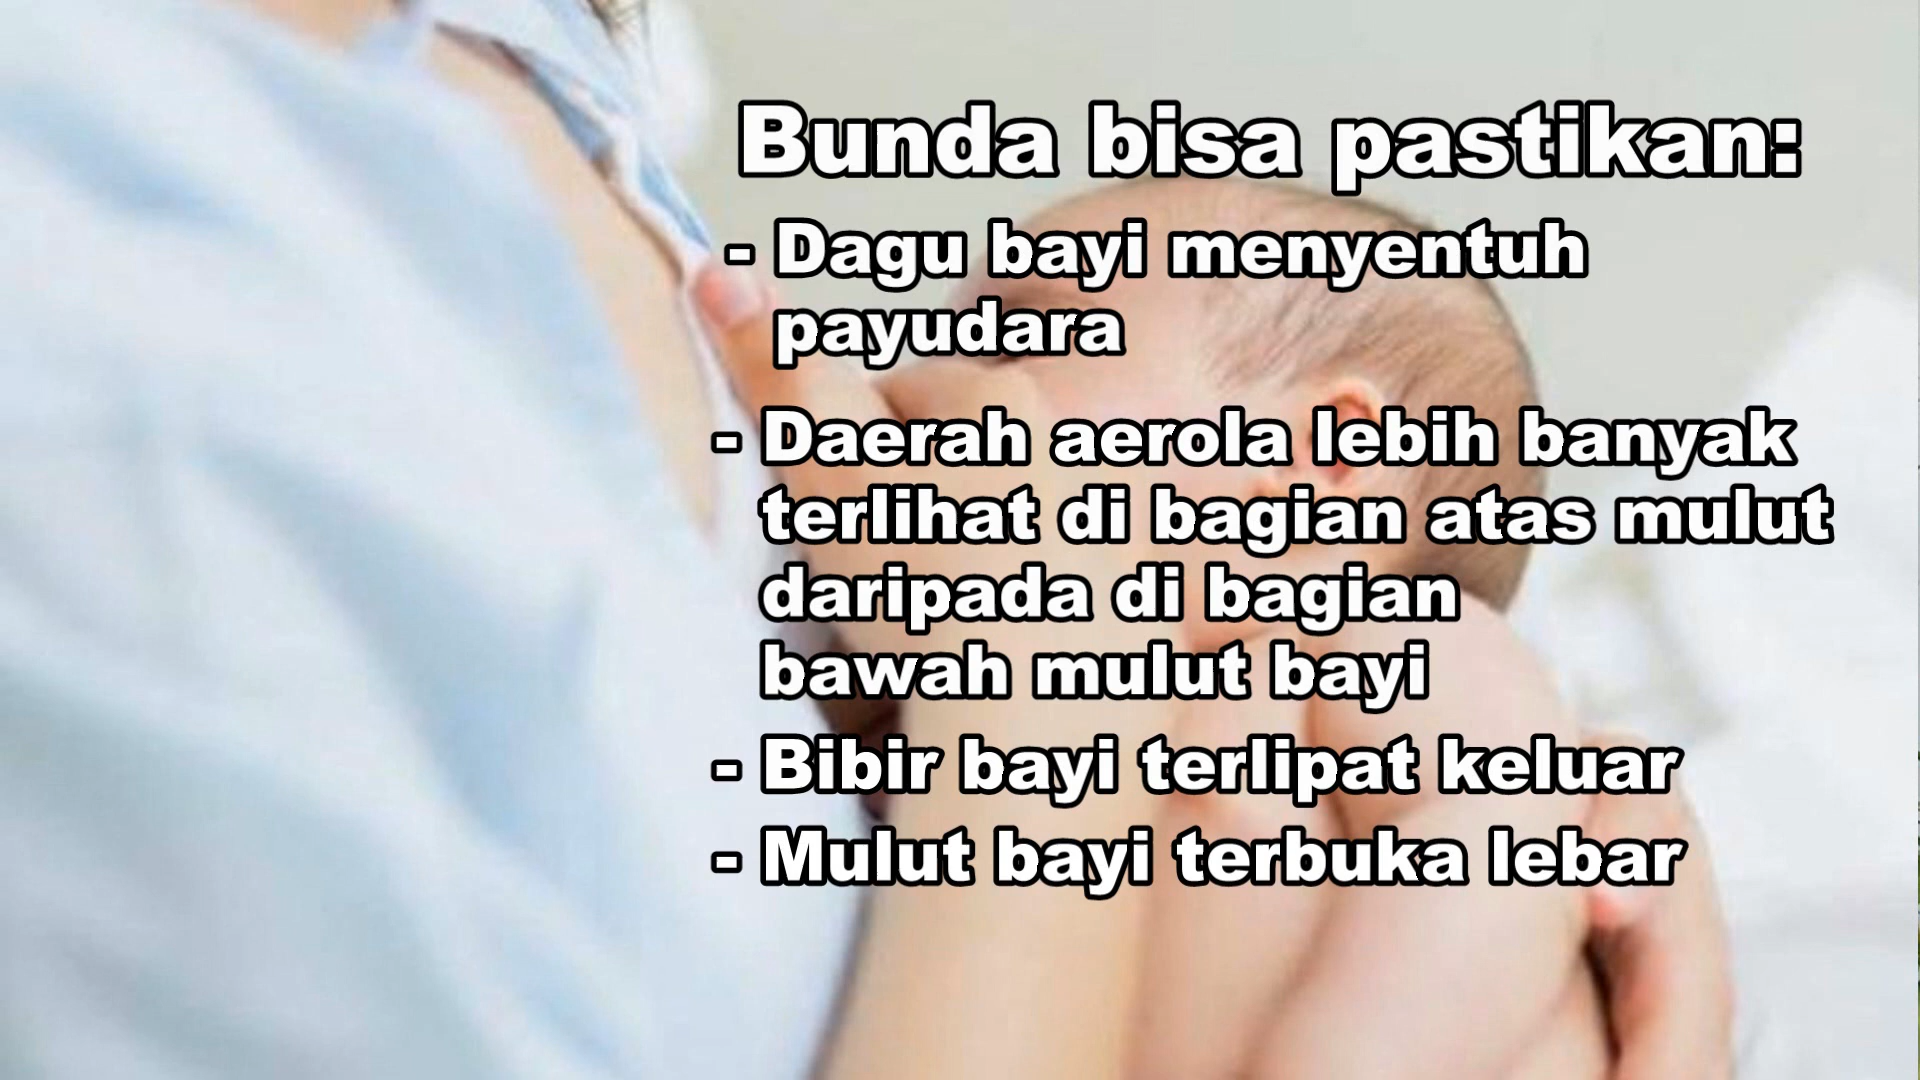 Bunda bisa pastikan:
- Dagu bayi menyentuh
payudara
- Daerah aerola lebih banyak
terlihat di bagian atas mulut
daripada di bagian
bawah mulut bayi
- Bibir bayi terlipat keluar
- Mulut bayi terbuka lebar